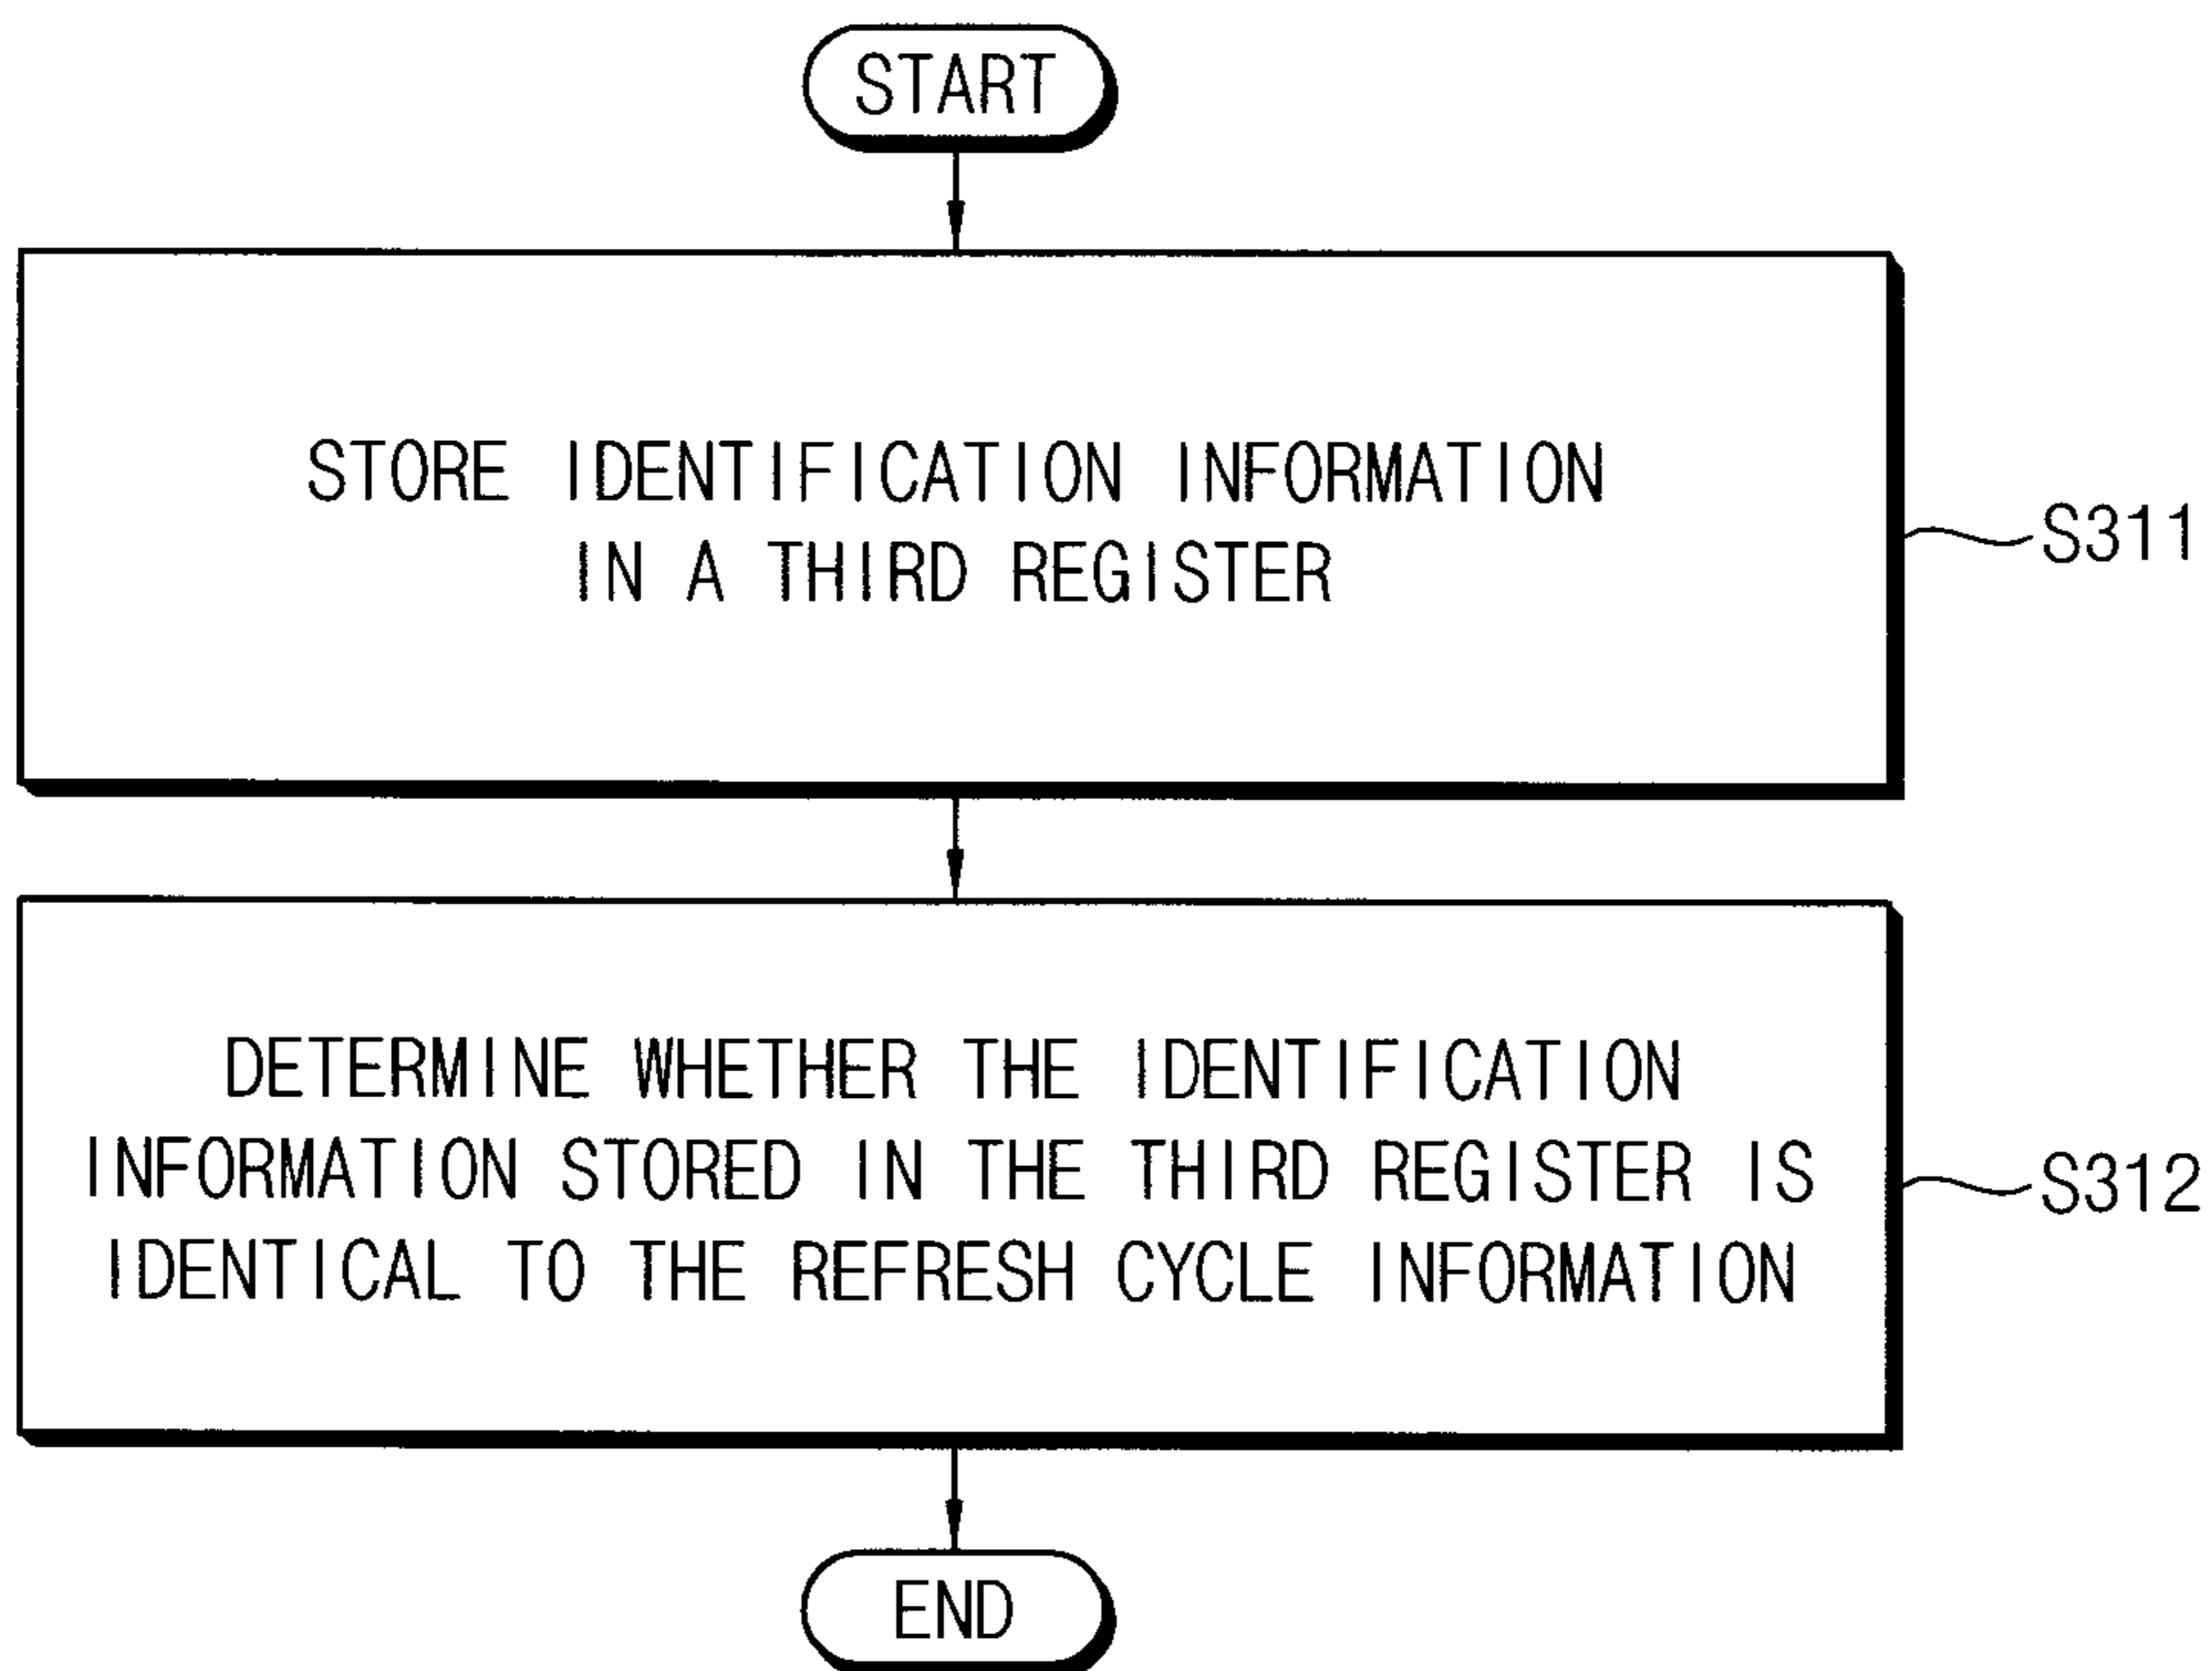 START
STORE IDENTIFICATION INFORMATION
IN A THIRD REGISTER
S311
DETERMINE WHETHER THE IDENTIFICATION
INFORMATION STORED IN THE THIRD REGISTER IS
IDENTICAL TO THE REFRESH CYCLE INFORMATION
S312
END